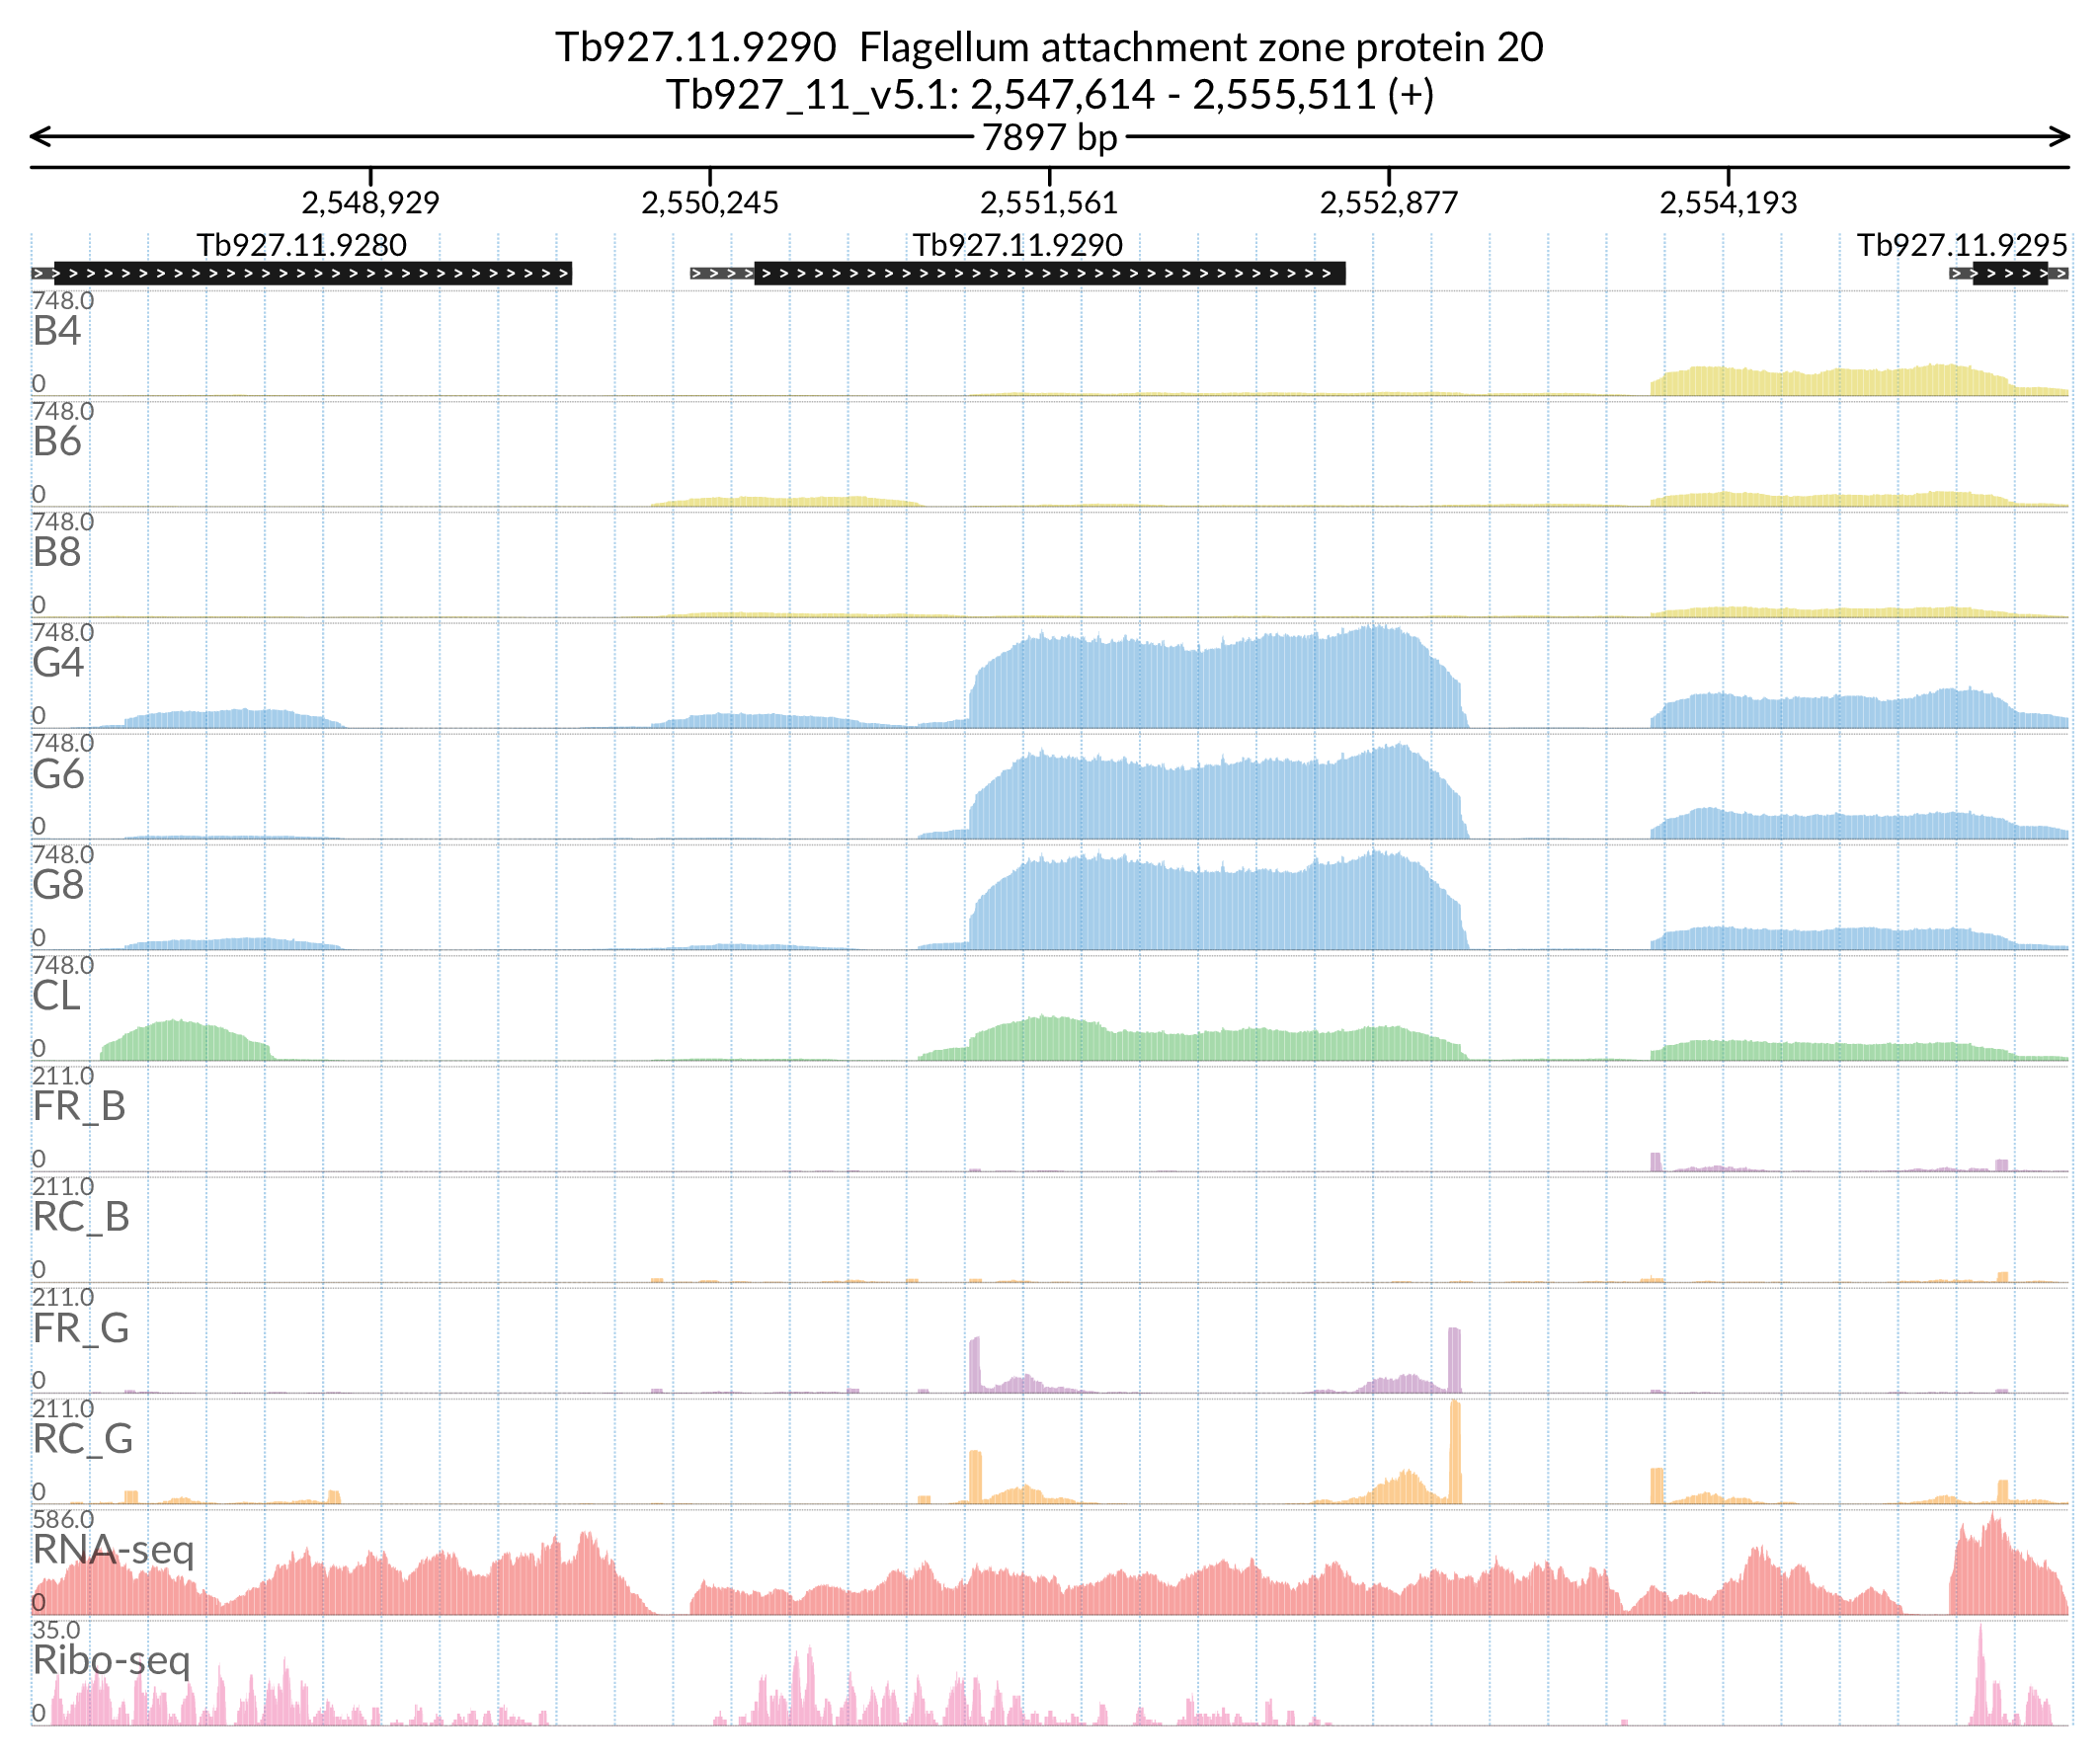 Tb927.11.9290  Flagellum attachment zone protein 20
Tb927_11_v5.1: 2,547,614 - 2,555,511 (+)
7897 bp
2,548,929 2,550,245 2,551,561 2,552,877 2,554,193
Tb927.11.9280 Tb927.11.9290 Tb927.11.9295
748.0
B4
0
748.0
B6
0
748.0
B8
0
748.0
G4
0
748.0
G6
0
748.0
G8
0
748.0
CL
0
211.0
FR_B
0
211.0
RC_B
0
211.0
FR_G
0
211.0
RC_G
0
586.0
RNA-seq
0
35.0
Ribo-seq
0